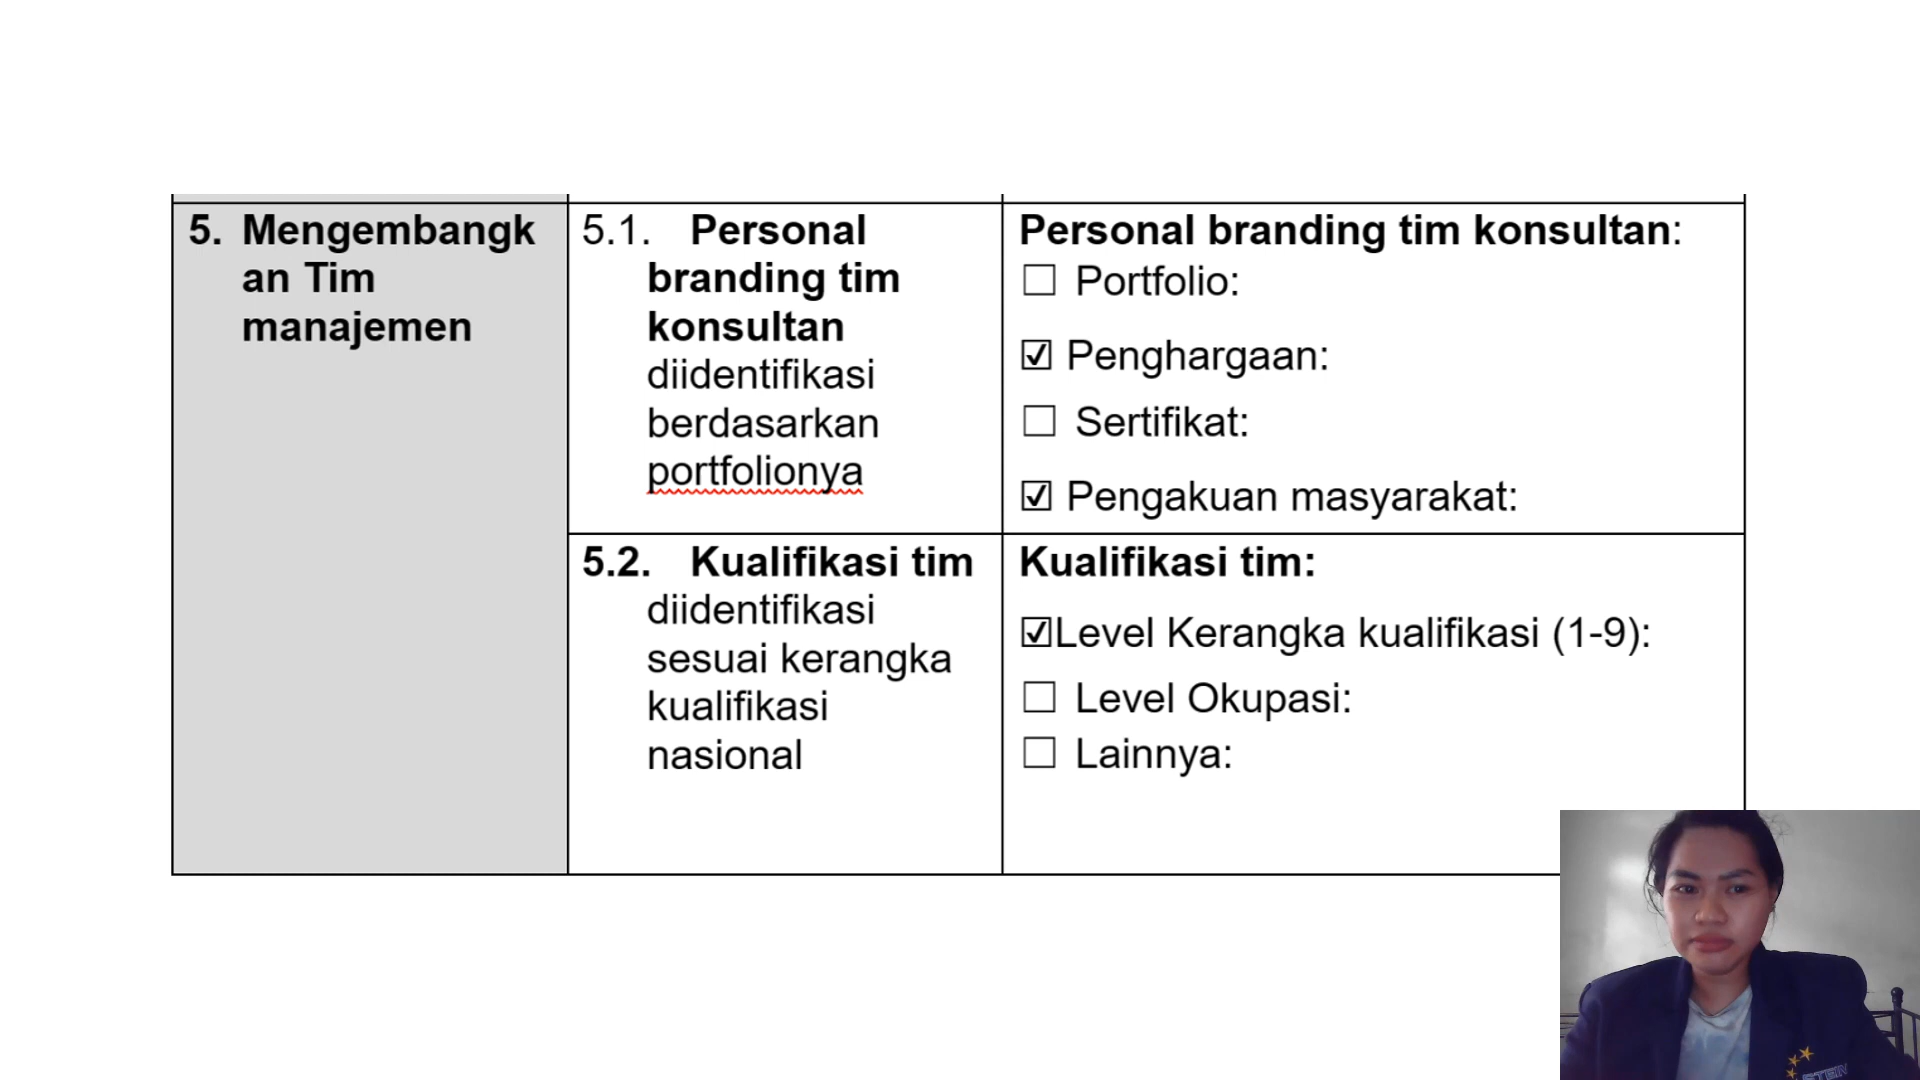 5. Mengembangk
an Tim
manajemen
5.1. Personal
branding tim
konsultan
diidentifikasi
berdasarkan
portfolionya
Personal branding tim konsultan:
☐ Portfolio:
☑ Penghargaan:
☐ Sertifikat:
☑ Pengakuan masyarakat:
5.2. Kualifikasi tim
diidentifikasi
sesuai kerangka
kualifikasi
nasional
Kualifikasi tim:
☑Level Kerangka kualifikasi (1-9):
☐ Level Okupasi:
☐ Lainnya: